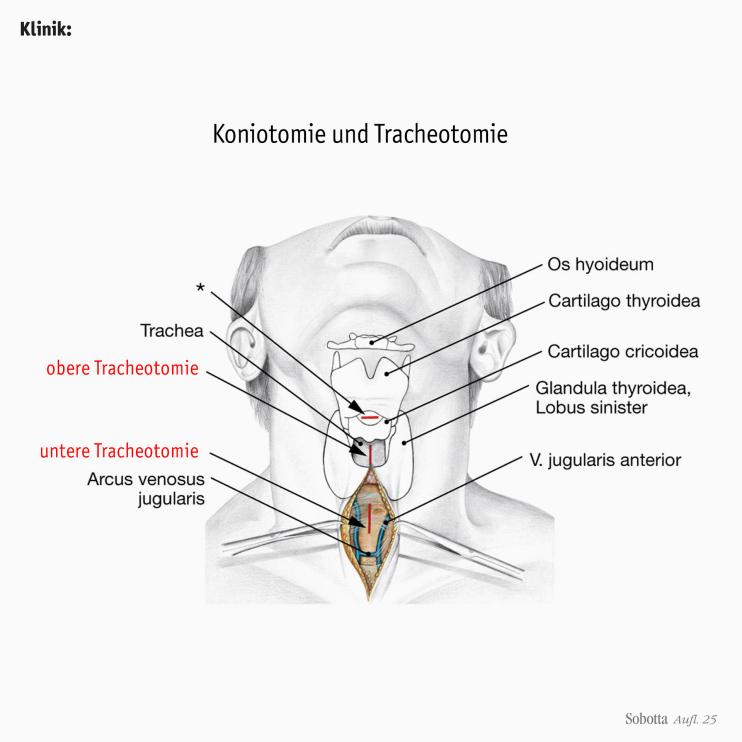 Klinik:
Koniotomie und Tracheotomie
*
Trachea
obere Tracheotomie
untere Tracheotomie
Arcus venosus
jugularis
Os hyoideum
Cartilago thyroidea
Cartilago cricoidea
Glandula thyroidea,
Lobus sinister
V. jugularis anterior
Sobotta Aufl. 25